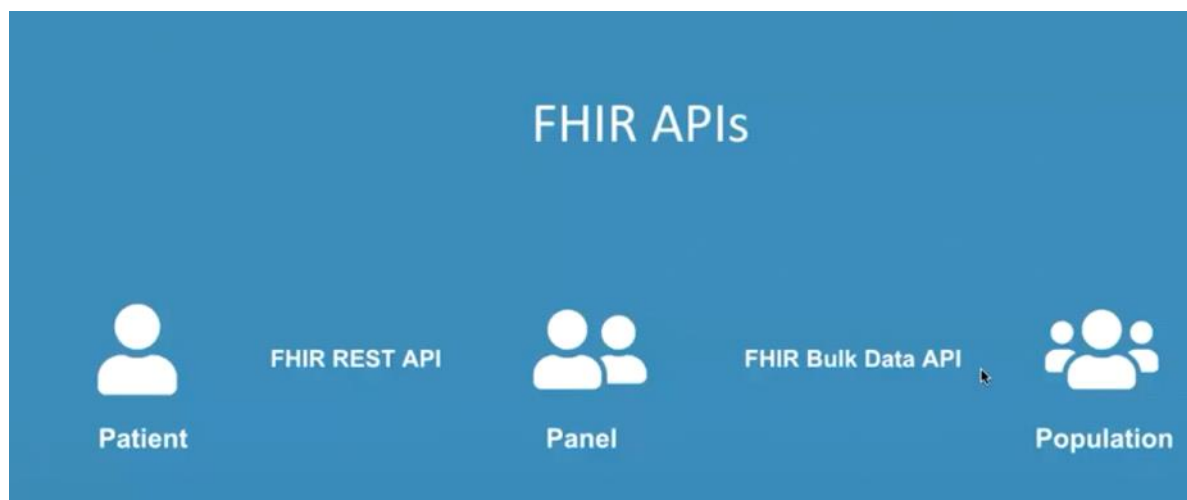 FHIR APIs
FHIR REST API
FHIR Bulk Data API
Patient
Panel
Population